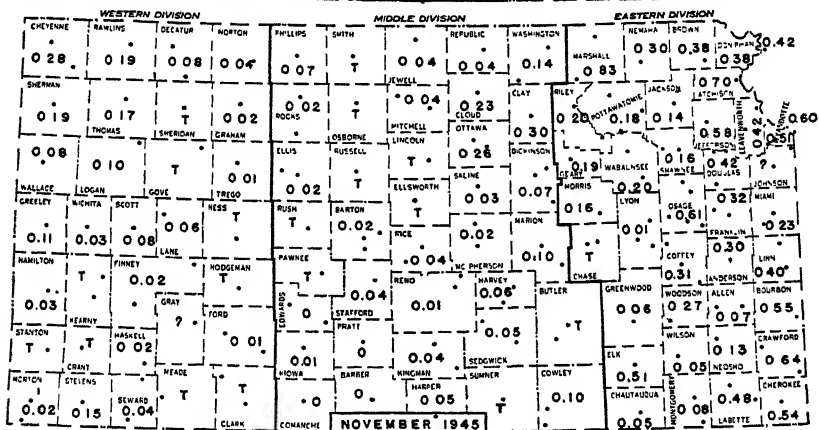 WESTERN DIVISION MIDDLE DIVISION EASTERN DIVISION
CHEYENNE RAWLINS DECATUR NORTON PHILLIPS SMITH REPUBLIC WASHINGTON NEMAHA BROWN DONIPHAN 0.42
0.28 0.19 0.08 0.04 0.07 T 0.04 0.04 0.14 MARSHALL 0.83 0.30 0.38 0.38
SHERMAN JEWELL CLAY RILEY POTTAWATOMIE JACKSON 0.70 ATCHISON
0.19 0.17 T 0.02 0.02 T 0.04 0.23 0.20 0.18 0.14 0.58 LEAVENWORTH 0.42 WYANDOTTE 0.60
THOMAS SHERIDAN GRAHAM ROCKS OSBORNE MITCHELL CLOUD 0.30 JEFFERSON
0.08 0.10 T 0.01 ELLIS RUSSELL LINCOLN OTTAWA DICKINSON
0.02 T T 0.26 GEARY 0.19 WABAUNSEE 0.16 SHAWNEE 0.42 DOUGLAS ?
WALLACE LOGAN GOVE TREGO ELLSWORTH SALINE 0.03 0.07 MORRIS 0.20 JOHNSON
GREELEY WICHITA SCOTT NESS RUSH BARTON T MARION 0.16 LYON OSAGE 0.32 MIAMI
0.11 0.03 0.08 0.06 T T 0.02 RICE 0.02 0.01 0.61 FRANKLIN 0.23
LANE PAWNEE 0.04 MC PHERSON 0.10 T CHASE COFFEY 0.30 LINN
HAMILTON T FINNEY 0.02 HODGEMAN T T 0.04 RENO HARVEY 0.06 BUTLER GREENWOOD 0.31 ANDERSON 0.40
0.03 KEARNY GRAY ? FORD EDWARDS 0 STAFFORD 0.01 WOODSON ALLEN BOURBON
0.06 0.27 0.07 0.55
STANTON T GRANT T HASKELL 0.02 0.01 0.01 PRATT 0 0.04 0.05 T ELK WILSON 0.13 CRAWFORD
KIOWA KINGMAN SEDGWICK 0.51 0.05 NEOSHO 0.64
MORTON STEVENS MEADE T T BARBER HARPER SUMNER COWLEY CHAUTAUQUA MONTGOMERY 0.48 CHEROKEE
0.02 0.15 SEWARD 0.04 CLARK 0 0.05 T 0.10 0.05 0.08 LABETTE 0.54
COMANCHE NOVEMBER 1945